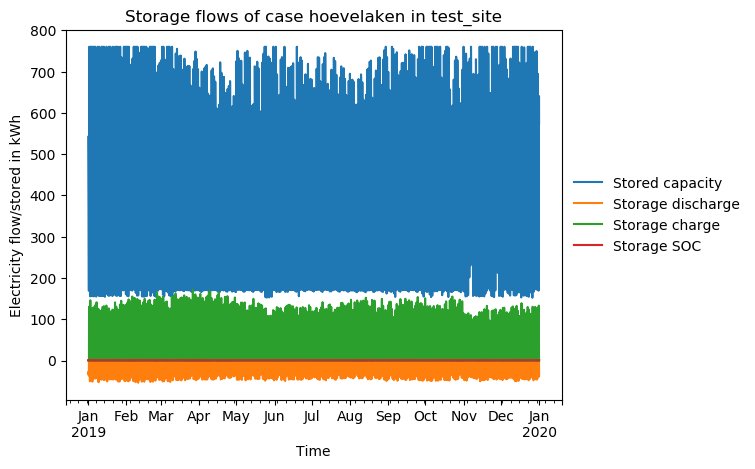 Storage flows of case hoevelaken in test_site
Electricity flow/stored in kWh
800
700
600
500
400
300
200
100
0
Jan Feb Mar Apr May Jun Jul Aug Sep Oct Nov Dec Jan
2019 2020
Time
Stored capacity
Storage discharge
Storage charge
Storage SOC